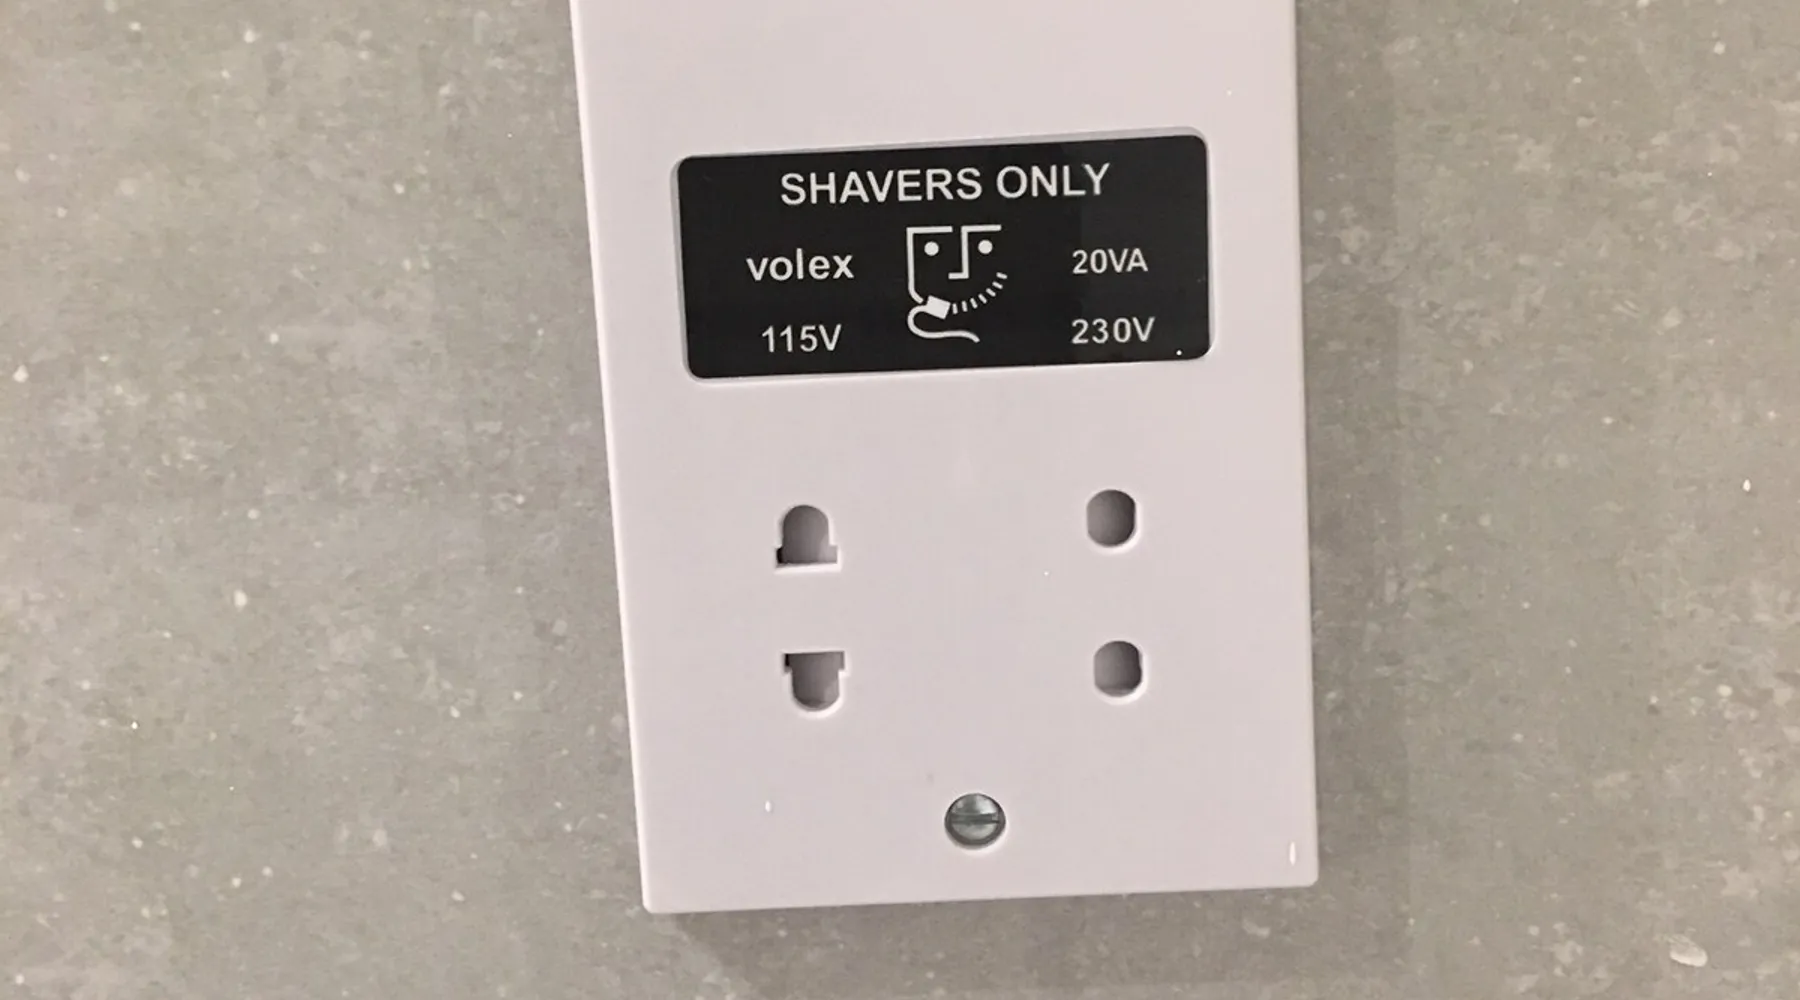 SHAVERS ONLY
volex 20VA
115V 230V